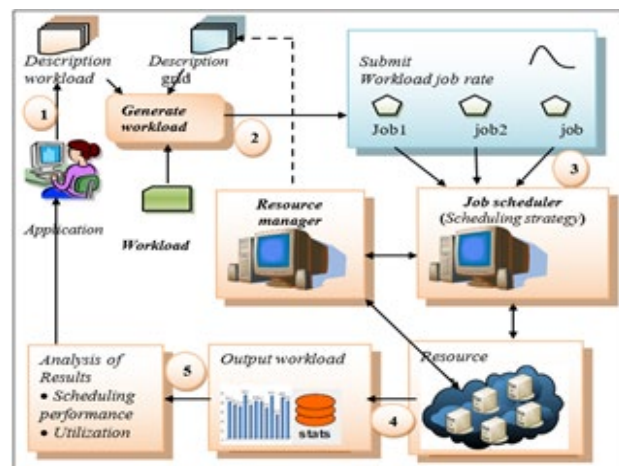 Description
workload
Description
grid
1
Generate
workload
2
Submit
Workload job rate
Job1
job2
job
3
Application
Workload
Resource
manager
Job scheduler
(Scheduling strategy)
Analysis of
Results
• Scheduling
performance
• Utilization
5
Output workload
stats
4
Resource